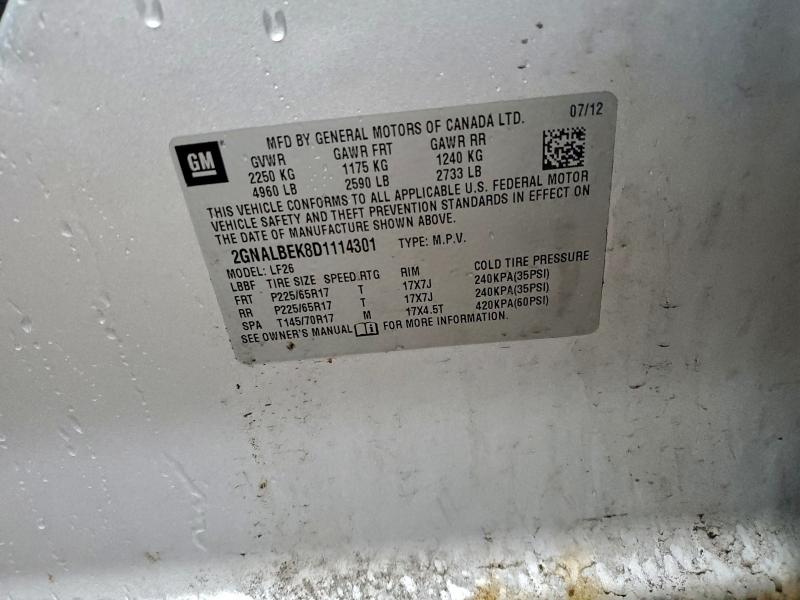 MFD BY GENERAL MOTORS OF CANADA LTD. 07/12
GM
GVWR GAWR FRT GAWR RR
2250 KG 1175 KG 1240 KG
4960 LB 2590 LB 2733 LB
THIS VEHICLE CONFORMS TO ALL APPLICABLE U.S. FEDERAL MOTOR
VEHICLE SAFETY AND THEFT PREVENTION STANDARDS IN EFFECT ON
THE DATE OF MANUFACTURE SHOWN ABOVE.
2GNALBEK8D1114301 TYPE: M.P.V.
MODEL: LF26
LBBF TIRE SIZE SPEED RTG RIM COLD TIRE PRESSURE
FRT P225/65R17 T 17X7J 240KPA(35PSI)
RR P225/65R17 T 17X7J 240KPA(35PSI)
SPA T145/70R17 M 17X4.5T 420KPA(60PSI)
SEE OWNER'S MANUAL i FOR MORE INFORMATION.